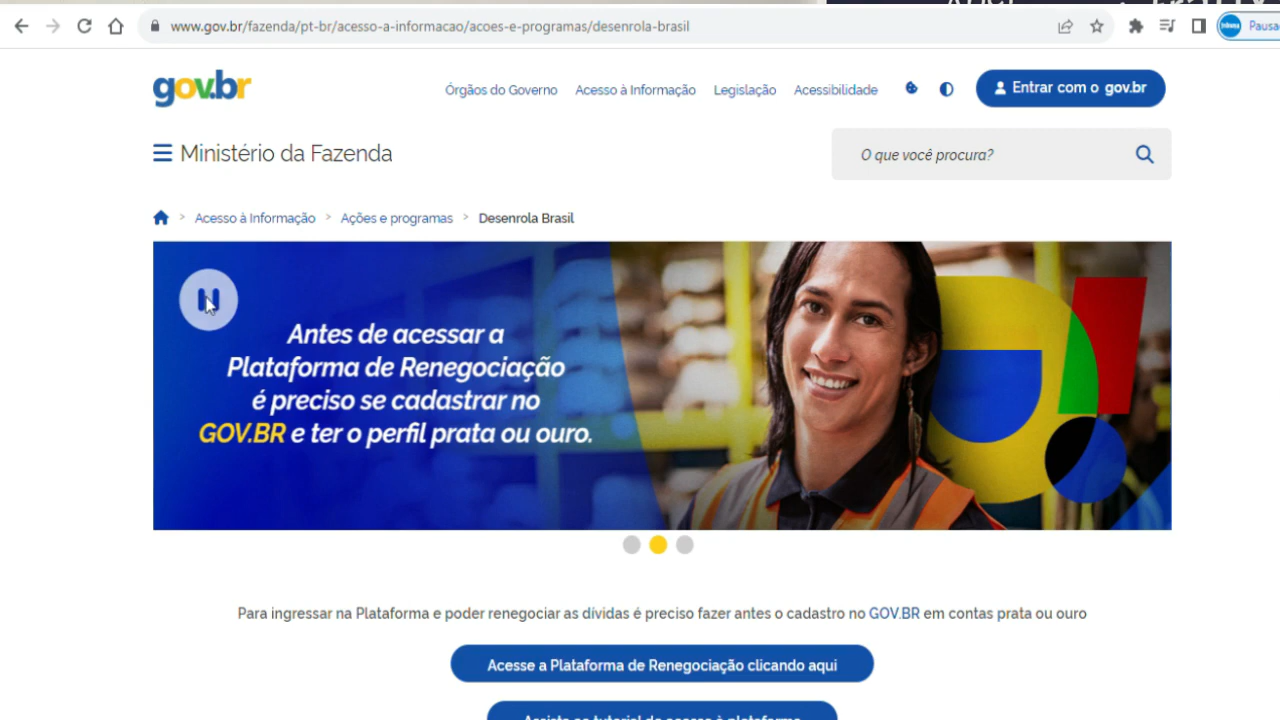 www.gov.br/fazenda/pt-br/acesso-a-informacao/acoes-e-programas/desenrola-brasil
gov.br
Órgãos do Governo Acesso à Informação Legislação Acessibilidade
Entrar com o gov.br
Ministério da Fazenda
O que você procura?
Acesso à Informação > Ações e programas > Desenrola Brasil
Antes de acessar a
Plataforma de Renegociação
é preciso se cadastrar no
GOV.BR e ter o perfil prata ou ouro.
Para ingressar na Plataforma e poder renegociar as dívidas é preciso fazer antes o cadastro no GOV.BR em contas prata ou ouro
Acesse a Plataforma de Renegociação clicando aqui